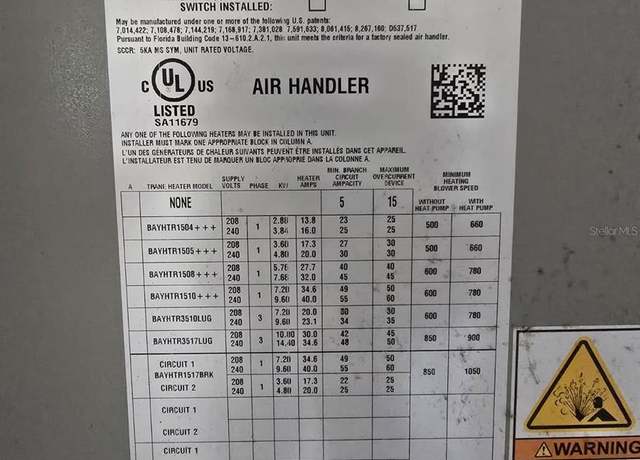 SWITCH INSTALLED:
May be manufactured under one or more of the following U.S. patents:
7,014,422; 7,108,478; 7,144,219; 7,168,917; 7,381,028 7,591,633; 8,061,415; 8,267,160; D537,517
Pursuant to Florida Building Code 13-610.2.A.2.1, this unit meets the criteria for a factory sealed air handler.
SCCR: 5KA RMS SYM, UNIT RATED VOLTAGE.
C UL US
LISTED
SA11679
AIR HANDLER
ANY ONE OF THE FOLLOWING HEATERS MAY BE INSTALLED IN THIS UNIT.
INSTALLER MUST MARK ONE APPROPRIATE BLOCK IN COLUMN A.
L'UN DES GENERATEURS DE CHALEUR SUIVANTS PEUVENT ÊTRE INSTALLÉS DANS CET APPAREIL.
L'INSTALLATEUR EST TENU DE MARQUER UN BLOC APPROPRIE DANS LA COLONNE A.
A TRANE HEATER MODEL SUPPLY VOLTS PHASE KW HEATER AMPS MIN. BRANCH CIRCUIT AMPACITY MAXIMUM OVERCURRENT DEVICE MINIMUM HEATING BLOWER SPEED
WITHOUT HEAT PUMP WITH HEAT PUMP
NONE 5 15
BAYHTR1504+++ 208 1 2.88 13.8 23 25 500 660
240 3.84 16.0 25 25
BAYHTR1505+++ 208 1 3.60 17.3 27 30 500 660
240 4.80 20.0 30 30
BAYHTR1508+++ 208 1 5.76 27.7 40 40 600 780
240 7.68 32.0 45 45
BAYHTR1510+++ 208 1 7.20 34.6 49 50 600 780
240 9.60 40.0 55 60
BAYHTR3510LUG 208 3 7.20 20.0 30 30 600 780
240 9.60 23.1 34 35
BAYHTR3517LUG 208 3 10.80 30.0 42 45 850 900
240 14.40 34.6 48 50
CIRCUIT 1 208 1 7.20 34.6 49 50
240 9.60 40.0 55 60
BAYHTR1517BRK 850 1050
CIRCUIT 2 208 1 3.60 17.3 22 25
240 4.80 20.0 25 25
CIRCUIT 1
CIRCUIT 2
CIRCUIT 1
WARNING
Stellar MLS